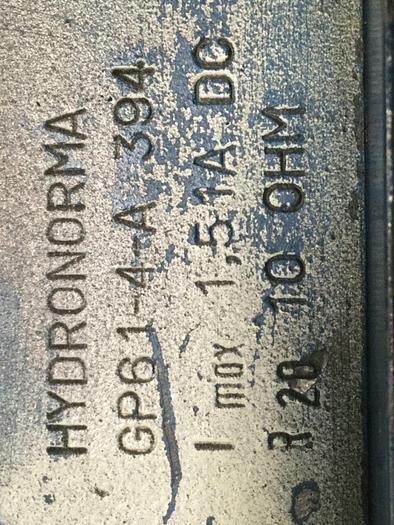 HYDRONORMA
GP61-4-A 394
I max 1,51A DC
R 20 10 OHM